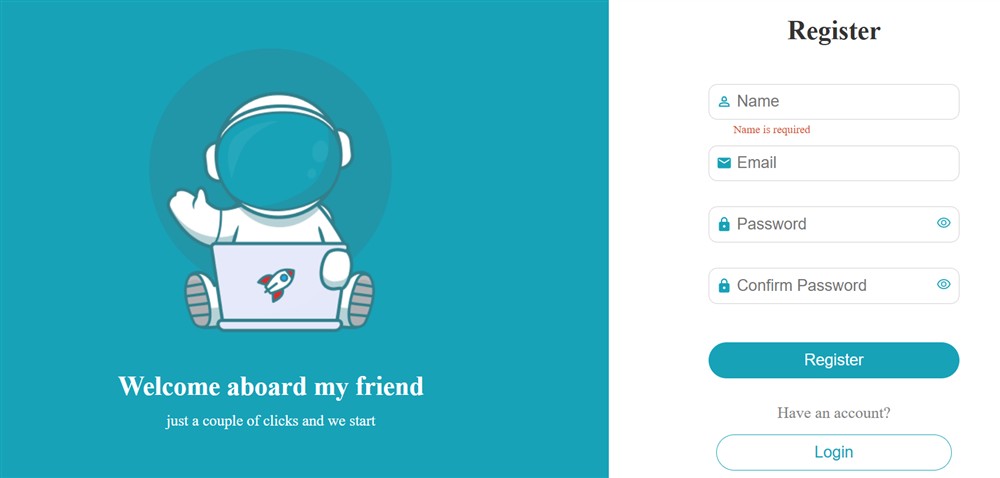 Register
Name
Name is required
Email
Password
Confirm Password
Register
Have an account?
Login
Welcome aboard my friend
just a couple of clicks and we start